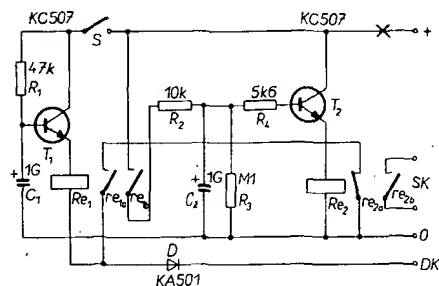 KC507
KC507
S
+
47k
R1
10k
R2
5k6
R4
T1
T2
+
1G
C1
Re1
re1a
re1b
+
1G
C2
M1
R3
Re2
re2a
re2b
SK
0
D
KA501
DK